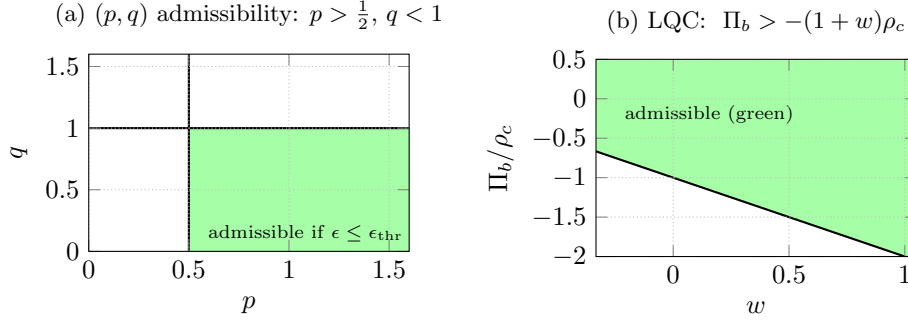 (a) (p, q) admissibility: p > 1/2, q < 1
1.5
1
0.5
0
q
admissible if ϵ ≤ ϵ_thr
0 0.5 1 1.5
p
(b) LQC: Π_b > −(1 + w)ρ_c
0.5
0
−0.5
−1
−1.5
−2
Π_b/ρ_c
admissible (green)
0 0.5 1
w